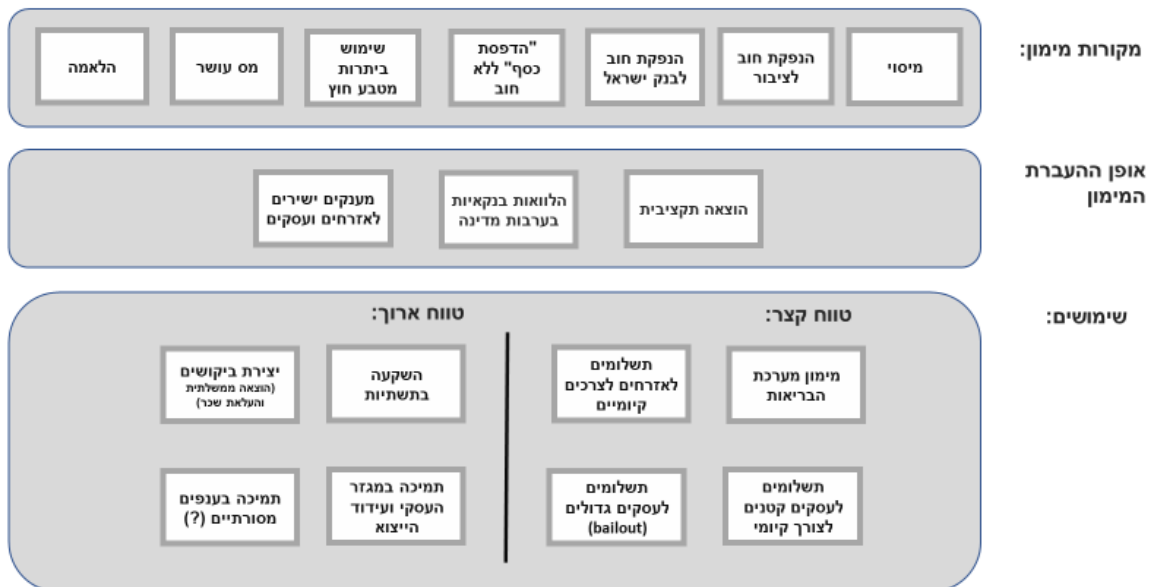 מקורות מימון:
מיסוי
הנפקת חוב
לציבור
הנפקת חוב
לבנק ישראל
"הדפסת
כסף" ללא
חוב
שימוש
ביתרות
מטבע חוץ
מס עושר
הלאמה
אופן ההעברת
המימון
הוצאה תקציבית
הלוואות בנקאיות
בערבות מדינה
מענקים ישירים
לאזרחים ועסקים
שימושים:
טווח קצר:
מימון מערכת
הבריאות
תשלומים
לאזרחים לצרכים
קיומיים
תשלומים
לעסקים קטנים
לצורך קיומי
תשלומים
לעסקים גדולים
(bailout)
טווח ארוך:
השקעה
בתשתיות
יצירת ביקושים
(הוצאה ממשלתית
והעלאת שכר)
תמיכה במגזר
העסקי ועידוד
הייצוא
תמיכה בענפים
מסורתיים (?)